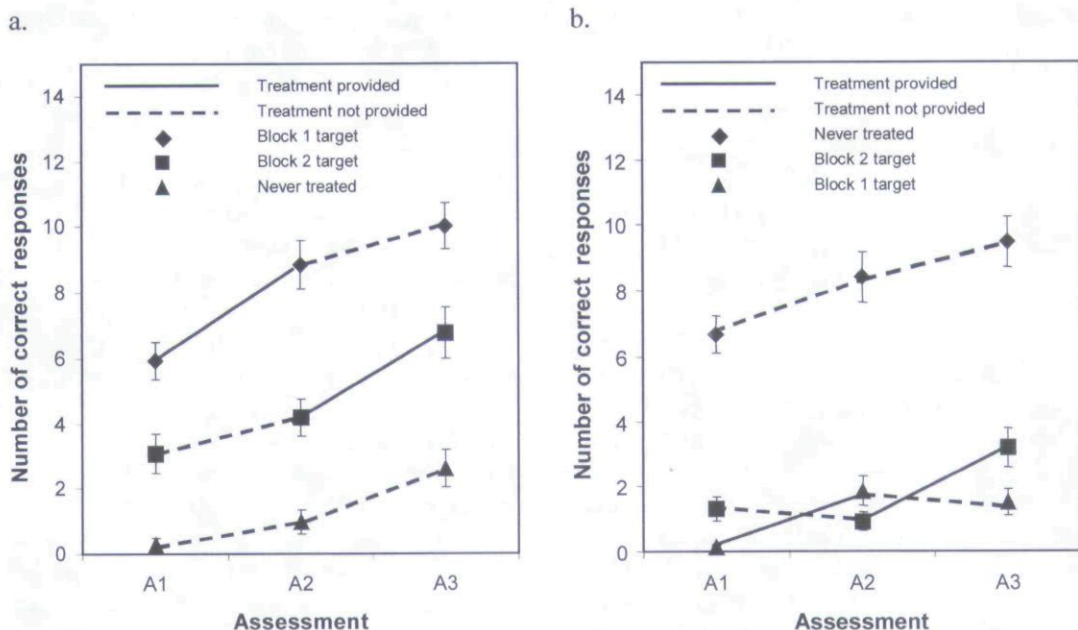 a.
Treatment provided
Treatment not provided
Block 1 target
Block 2 target
Never treated
Number of correct responses
14
12
10
8
6
4
2
0
A1 A2 A3
Assessment
b.
Treatment provided
Treatment not provided
Never treated
Block 2 target
Block 1 target
Number of correct responses
14
12
10
8
6
4
2
0
A1 A2 A3
Assessment